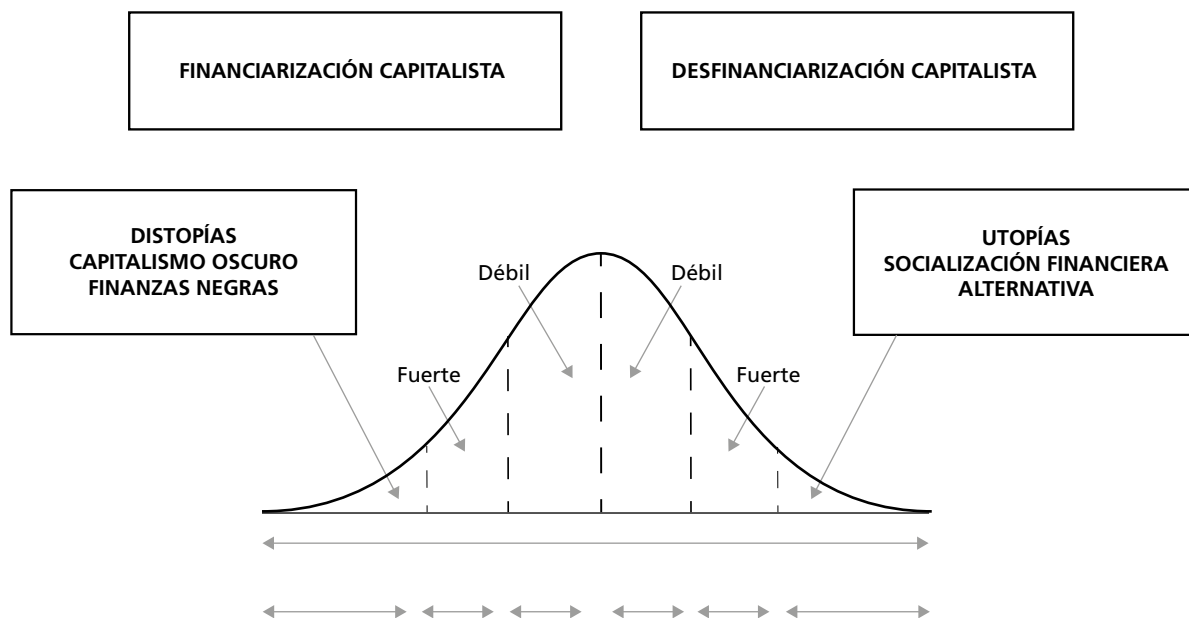 FINANCIARIZACIÓN CAPITALISTA
DESFINANCIARIZACIÓN CAPITALISTA
DISTOPÍAS
CAPITALISMO OSCURO
FINANZAS NEGRAS
UTOPÍAS
SOCIALIZACIÓN FINANCIERA
ALTERNATIVA
Débil
Débil
Fuerte
Fuerte